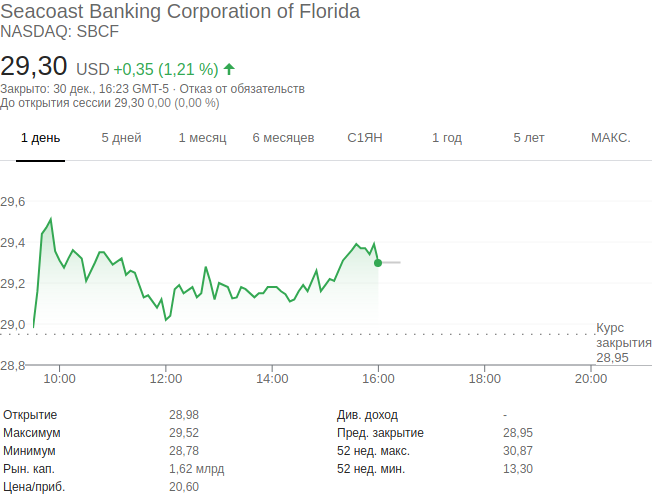 Seacoast Banking Corporation of Florida
NASDAQ: SBCF
29,30 USD +0,35 (1,21 %)
Закрыто: 30 дек., 16:23 GMT-5 · Отказ от обязательств
До открытия сессии 29,30 0,00 (0,00 %)
1 день 5 дней 1 месяц 6 месяцев С1ЯН 1 год 5 лет МАКС.
29,6
29,4
29,2
29,0
Курс
закрытия
28,95
28,8
10:00 12:00 14:00 16:00 18:00 20:00
Открытие 28,98 Див. доход -
Максимум 29,52 Пред. закрытие 28,95
Минимум 28,78 52 нед. макс. 30,87
Рын. кап. 1,62 млрд 52 нед. мин. 13,30
Цена/приб. 20,60